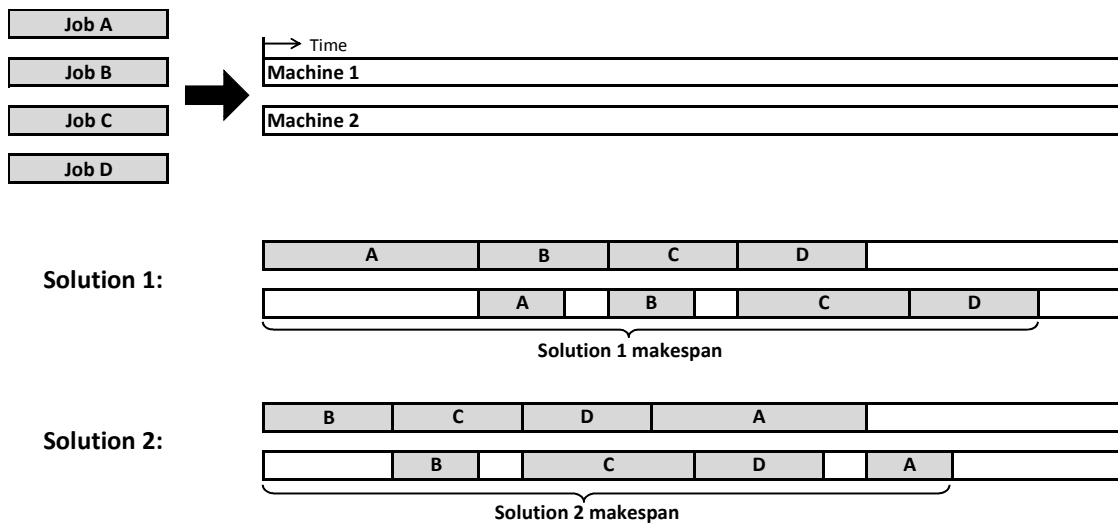 Job A
Time
Job B
Machine 1
Job C
Machine 2
Job D
Solution 1:
A B C D
A B C D
Solution 1 makespan
Solution 2:
B C D A
B C D A
Solution 2 makespan